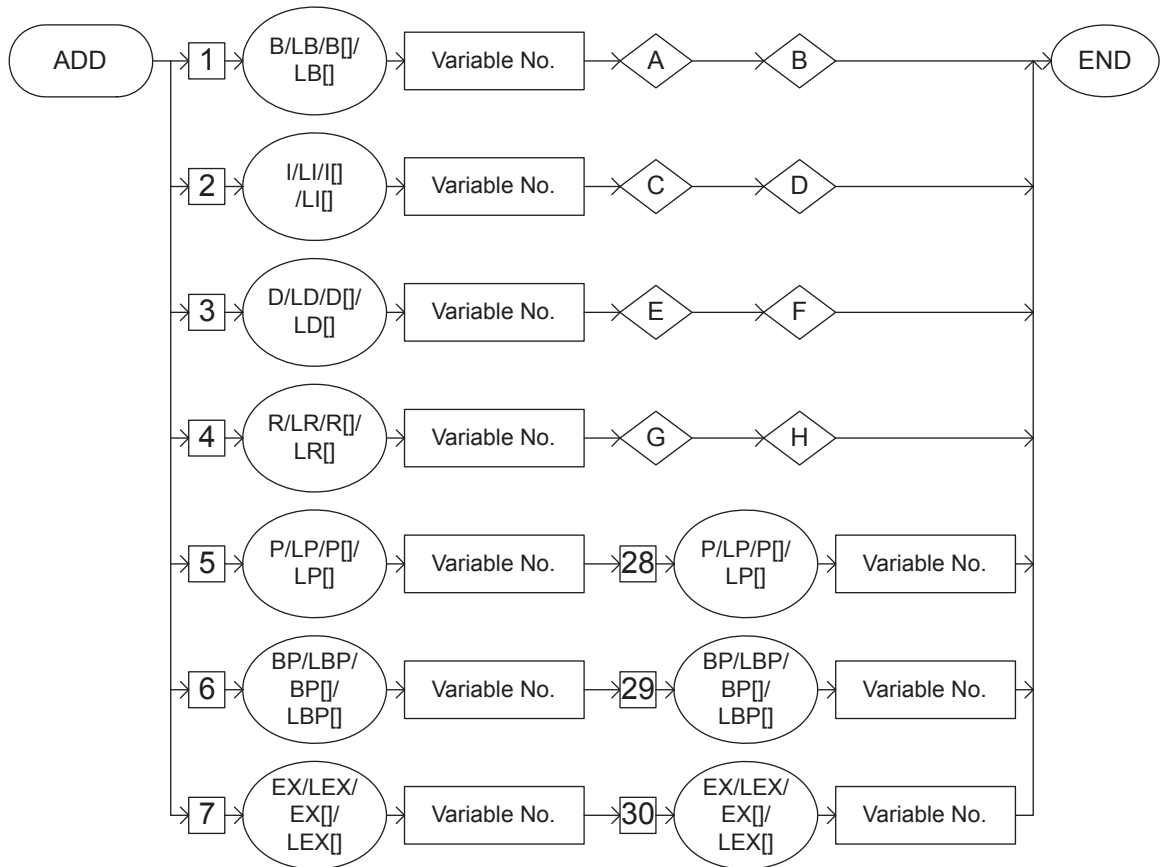 ADD
1
B/LB/B[]/
LB[]
Variable No.
A
B
END
2
I/LI/I[]
/LI[]
Variable No.
C
D
3
D/LD/D[]/
LD[]
Variable No.
E
F
4
R/LR/R[]/
LR[]
Variable No.
G
H
5
P/LP/P[]/
LP[]
Variable No.
28
P/LP/P[]/
LP[]
Variable No.
6
BP/LBP/
BP[]/
LBP[]
Variable No.
29
BP/LBP/
BP[]/
LBP[]
Variable No.
7
EX/LEX/
EX[]/
LEX[]
Variable No.
30
EX/LEX/
EX[]/
LEX[]
Variable No.